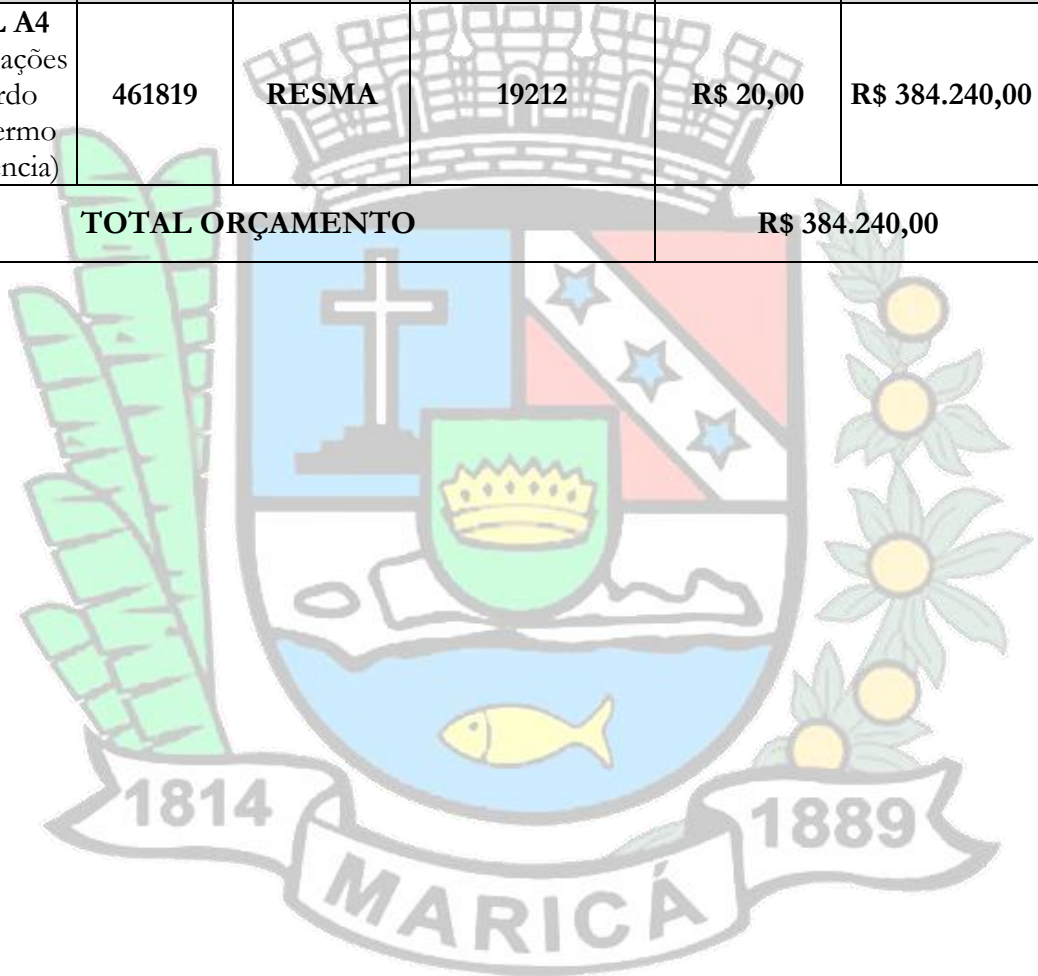 L A4
ações
rdo
ermo
ência)
461819 RESMA 19212 R$ 20,00 R$ 384.240,00
TOTAL ORÇAMENTO R$ 384.240,00
1814 1889
MARICÁ